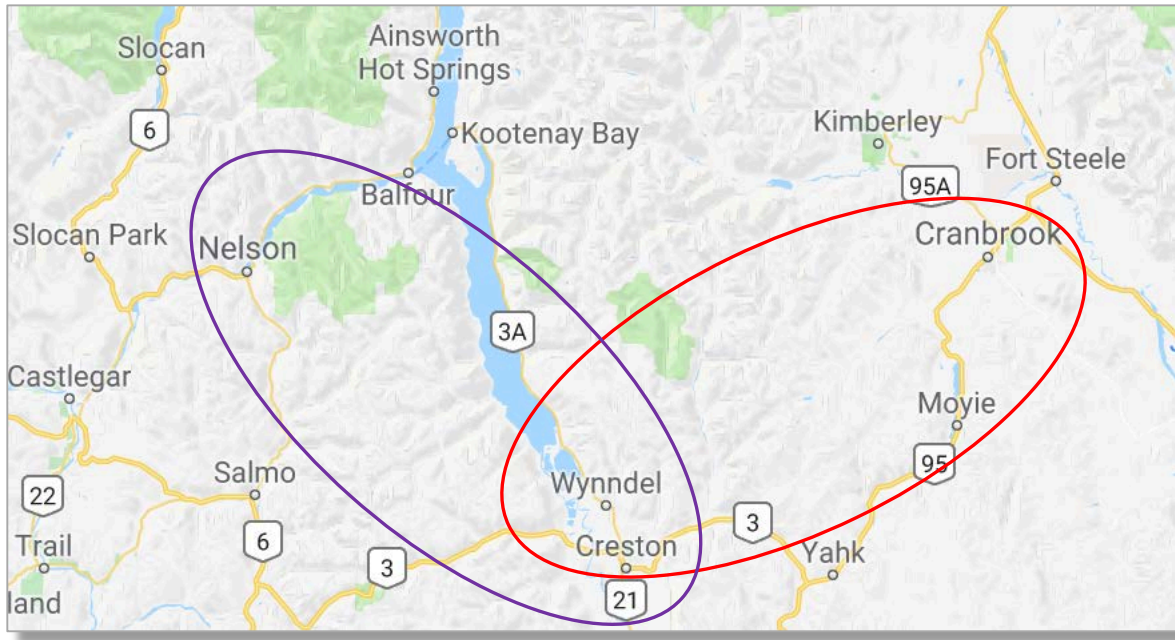 Slocan
Ainsworth
Hot Springs
6
Kootenay Bay
Kimberley
Fort Steele
Balfour
95A
Slocan Park
Nelson
Cranbrook
3A
Castlegar
Moyie
Salmo
Wynndel
95
22
6
3
3
Trail
Creston
Yahk
land
21